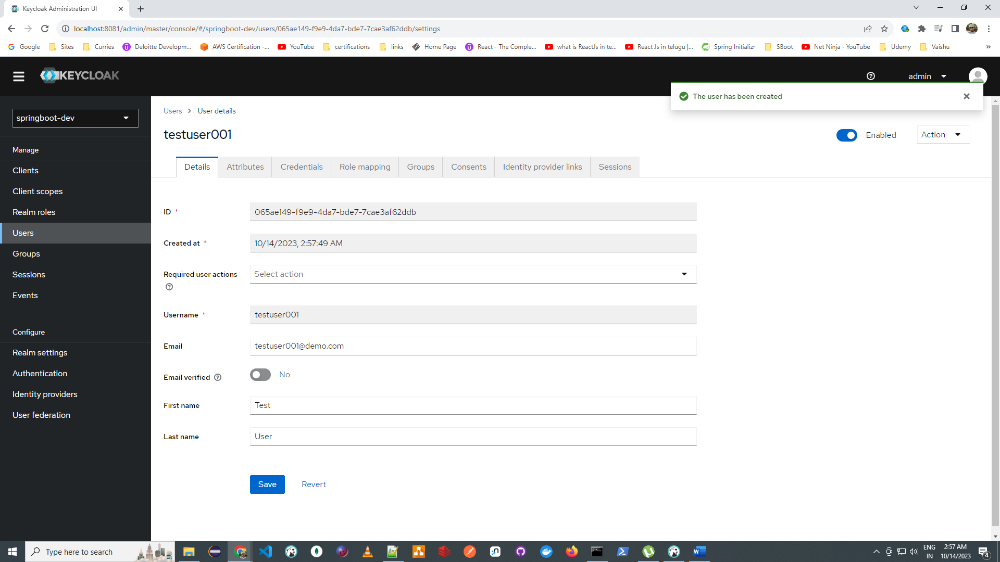 Keycloak Administration UI
localhost:8081/admin/master/console/#/springboot-dev/users/065ae149-f9e9-4da7-bde7-7cae3af62ddb/settings
Google Sites Curries Deloitte Developm... AWS Certification -... YouTube certifications links Home Page React - The Comple... what is ReactJs in te... React Js in telugu |... Spring Initializr SBoot Net Ninja - YouTube Udemy Vaishu »
KEYCLOAK
admin
The user has been created
springboot-dev
Manage
Clients
Client scopes
Realm roles
Users
Groups
Sessions
Events
Configure
Realm settings
Authentication
Identity providers
User federation
Users > User details
testuser001
Enabled
Action
Details Attributes Credentials Role mapping Groups Consents Identity provider links Sessions
ID * 065ae149-f9e9-4da7-bde7-7cae3af62ddb
Created at * 10/14/2023, 2:57:49 AM
Required user actions Select action
Username * testuser001
Email testuser001@demo.com
Email verified No
First name Test
Last name User
Save Revert
Type here to search
ENG
IN
2:57 AM
10/14/2023
4